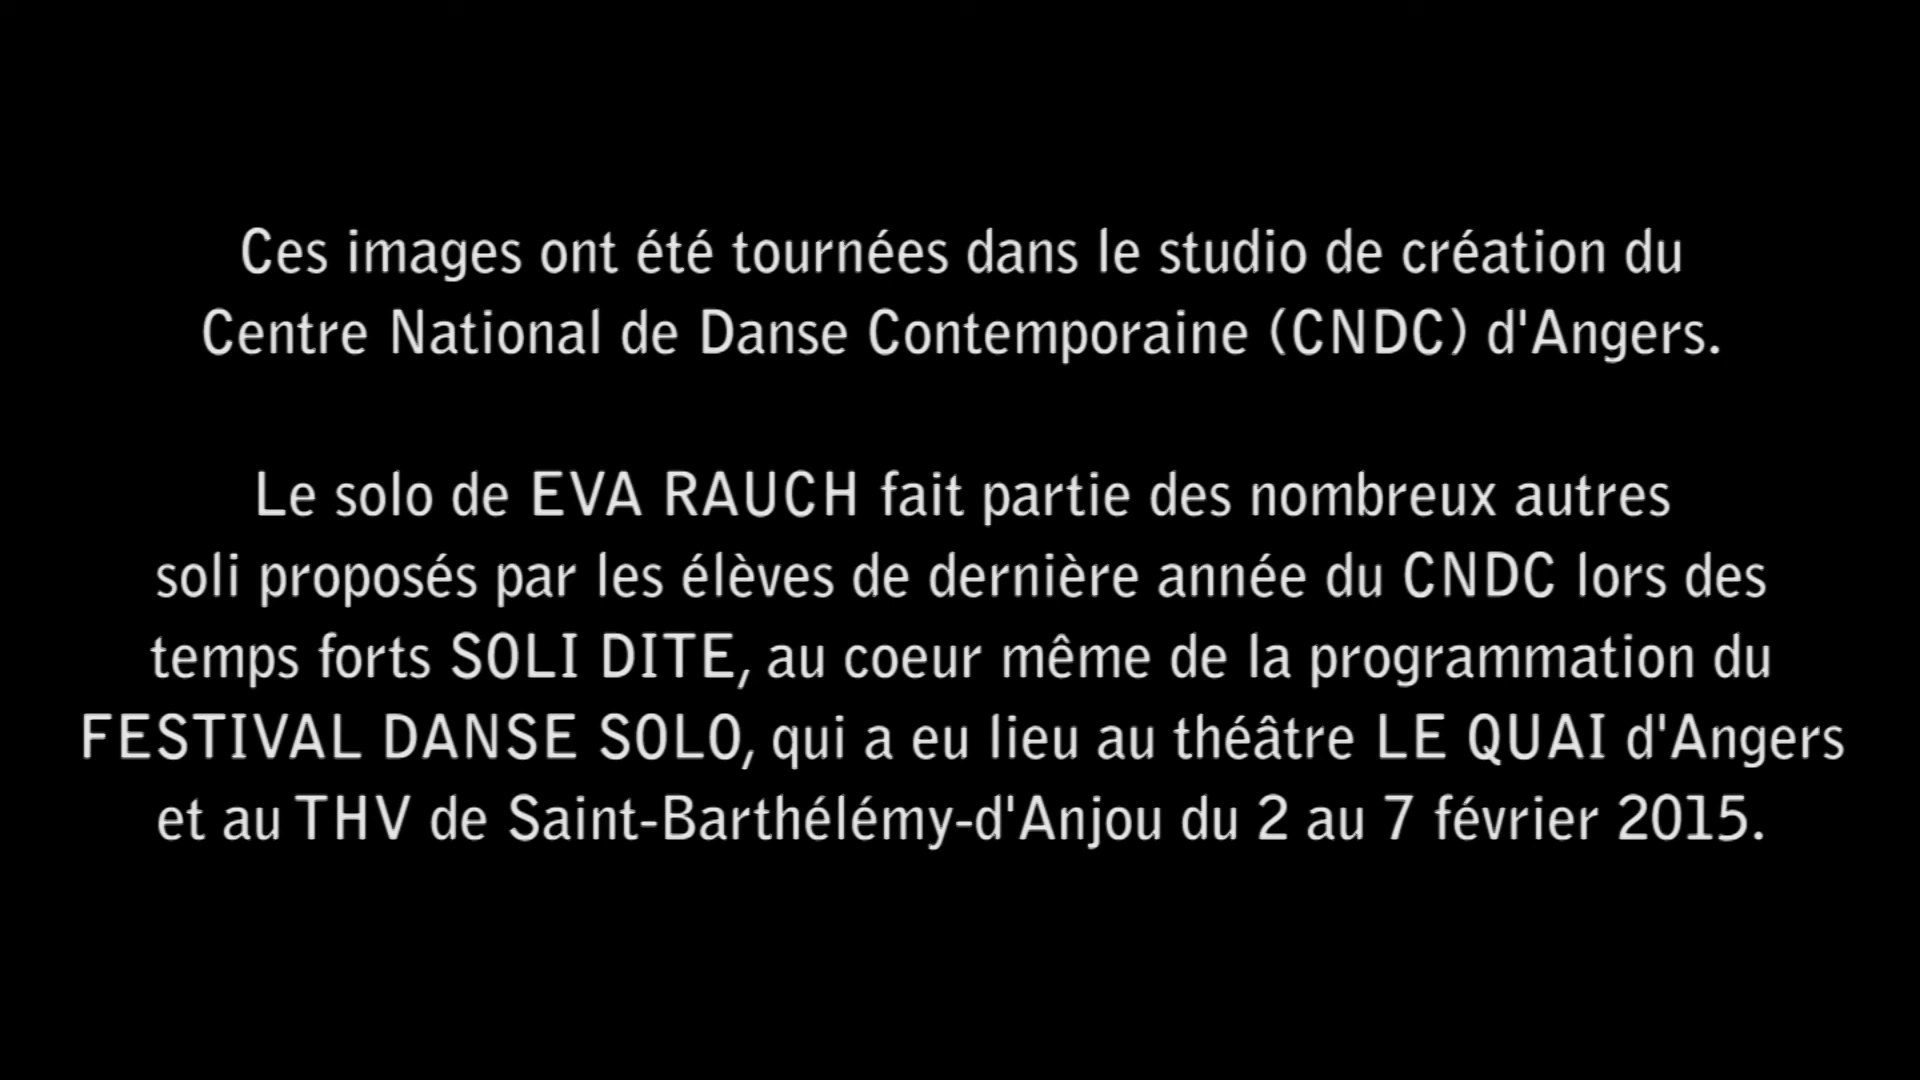 Ces images ont été tournées dans le studio de création du
Centre National de Danse Contemporaine (CNDC) d'Angers.
Le solo de EVA RAUCH fait partie des nombreux autres
soli proposés par les élèves de dernière année du CNDC lors des
temps forts SOLI DITE, au coeur même de la programmation du
FESTIVAL DANSE SOLO, qui a eu lieu au théâtre LE QUAI d'Angers
et au THV de Saint-Barthélémy-d'Anjou du 2 au 7 février 2015.